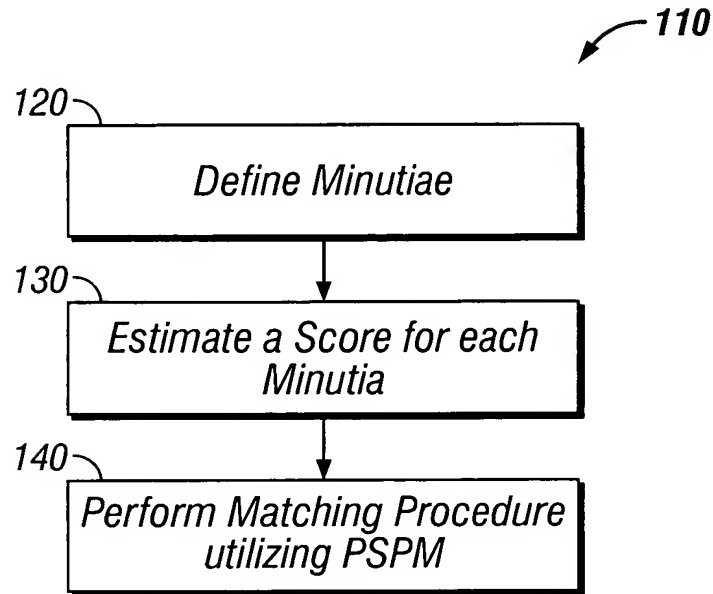 110
120
Define Minutiae
130
Estimate a Score for each
Minutia
140
Perform Matching Procedure
utilizing PSPM